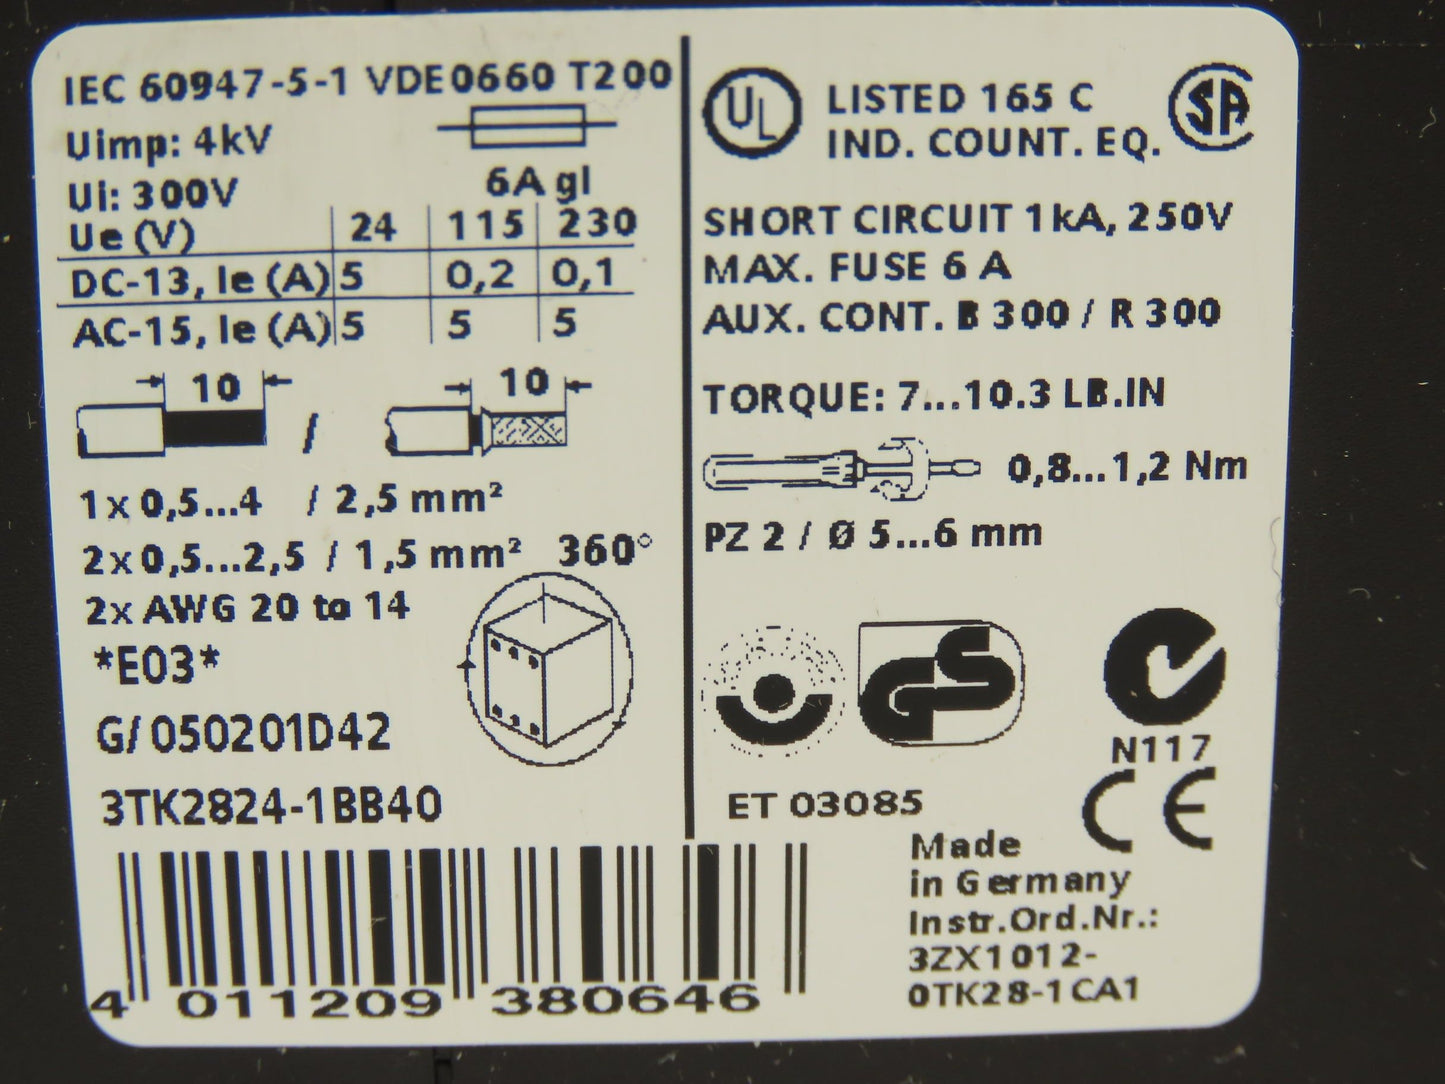 IEC 60947-5-1 VDE0660 T200
Uimp: 4kV
Ui: 300V
6A gl
Ue (V) 24 115 230
DC-13, Ie (A) 5 0,2 0,1
AC-15, Ie (A) 5 5 5
10 / 10
1x 0,5...4 / 2,5 mm²
2x0,5...2,5 / 1,5 mm² 360°
2x AWG 20 to 14
*E03*
G/050201D42
3TK2824-1BB40
4 011209 380646
UL LISTED 165 C SA
IND. COUNT. EQ.
SHORT CIRCUIT 1kA, 250V
MAX. FUSE 6 A
AUX. CONT. B 300 / R 300
TORQUE: 7...10.3 LB.IN
0,8...1,2 Nm
PZ 2 / Ø 5...6 mm
GS
N117
ET 03085
CE
Made
in Germany
Instr.Ord.Nr.:
3ZX1012-
0TK28-1CA1